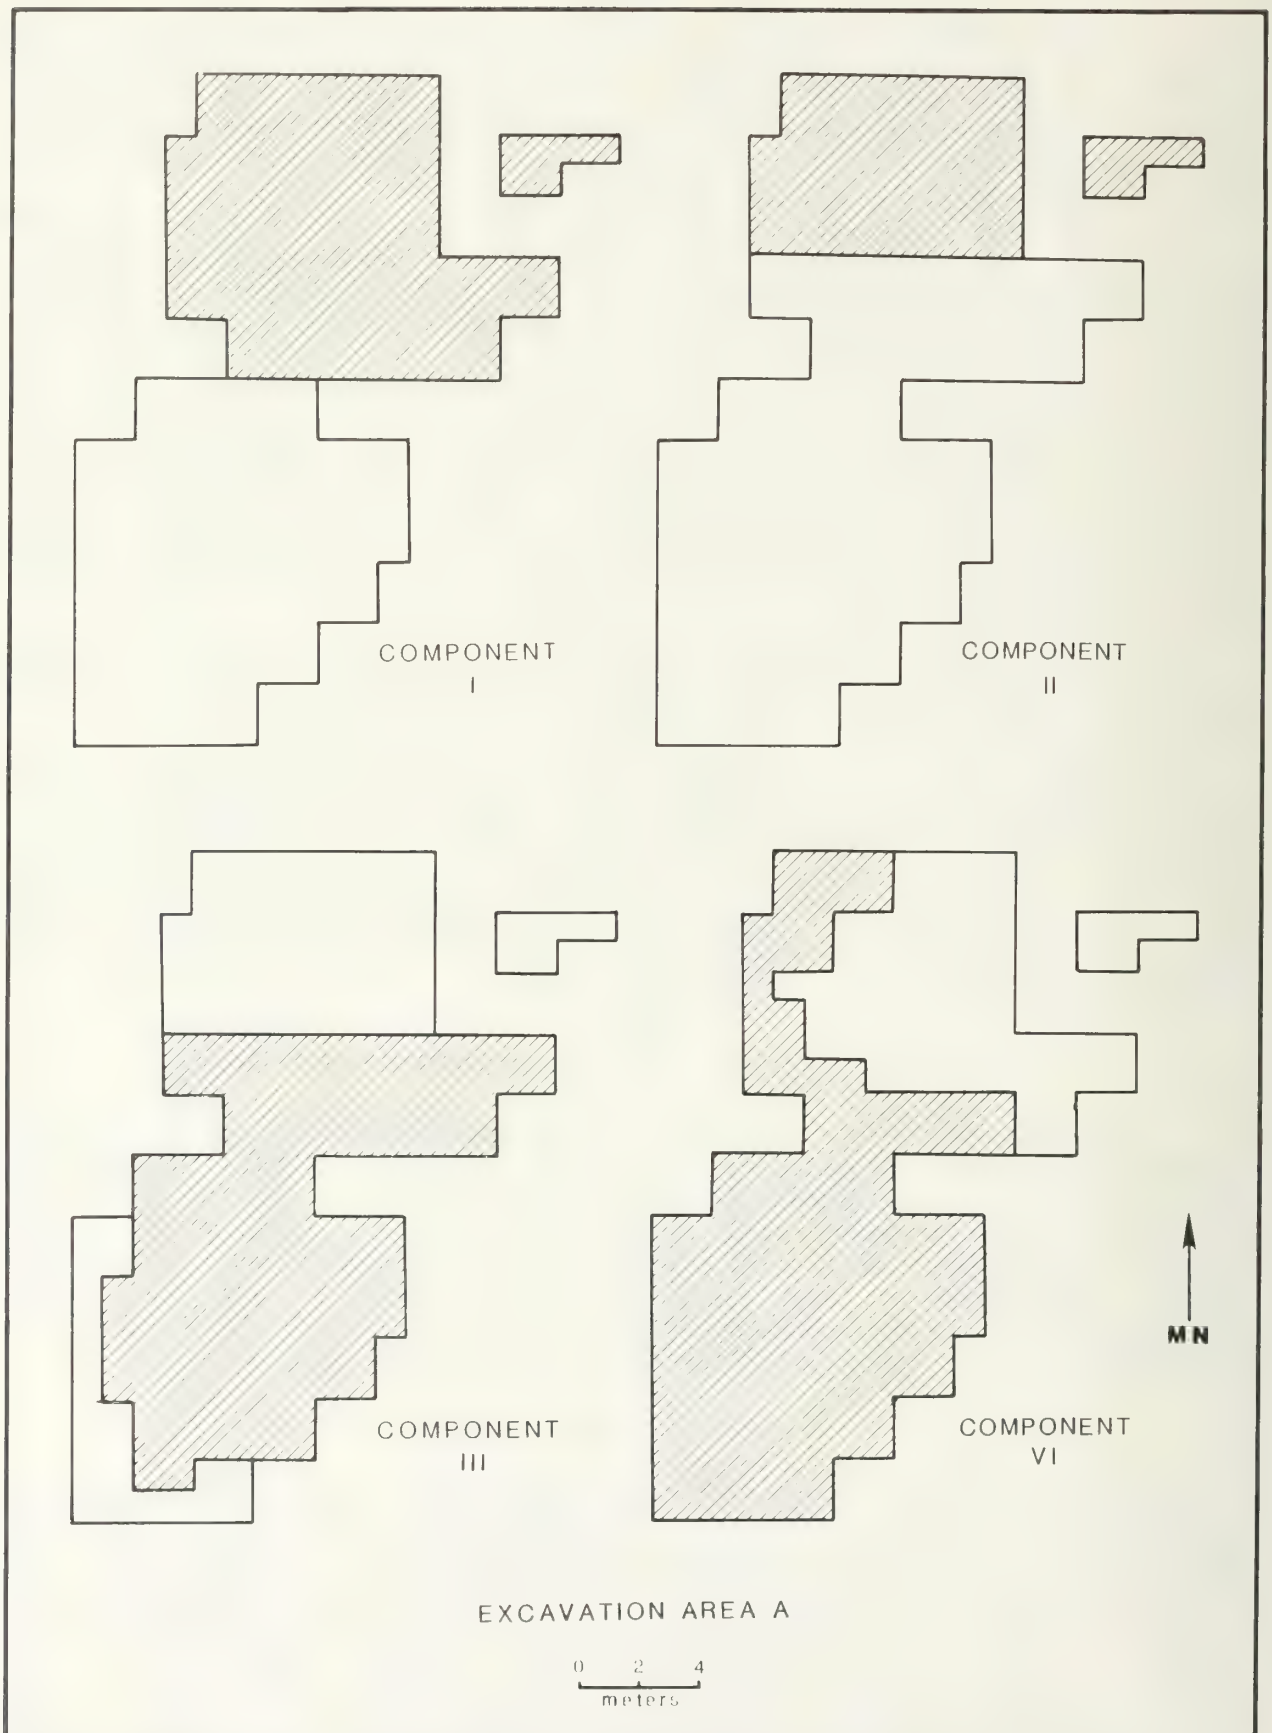 COMPONENT
I
COMPONENT
II
MN
COMPONENT
III
COMPONENT
VI
EXCAVATION AREA A
0 2 4
meters